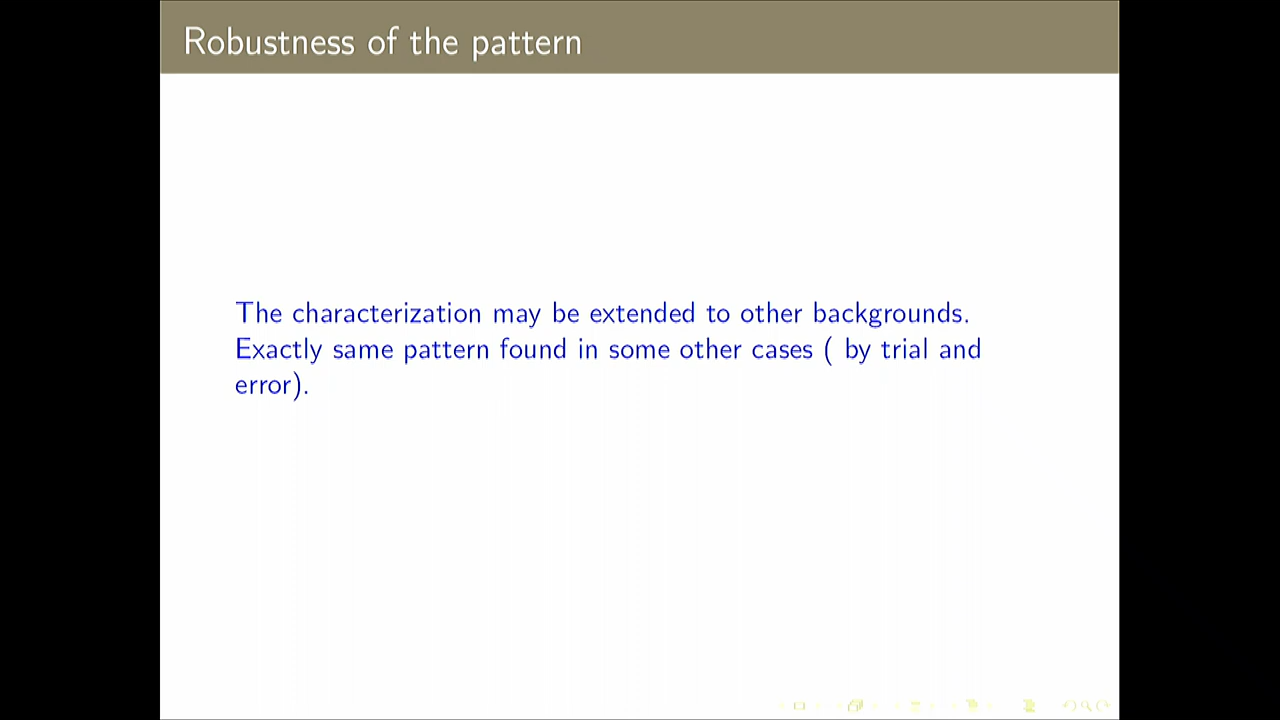 Robustness of the pattern
The characterization may be extended to other backgrounds.
Exactly same pattern found in some other cases ( by trial and
error).